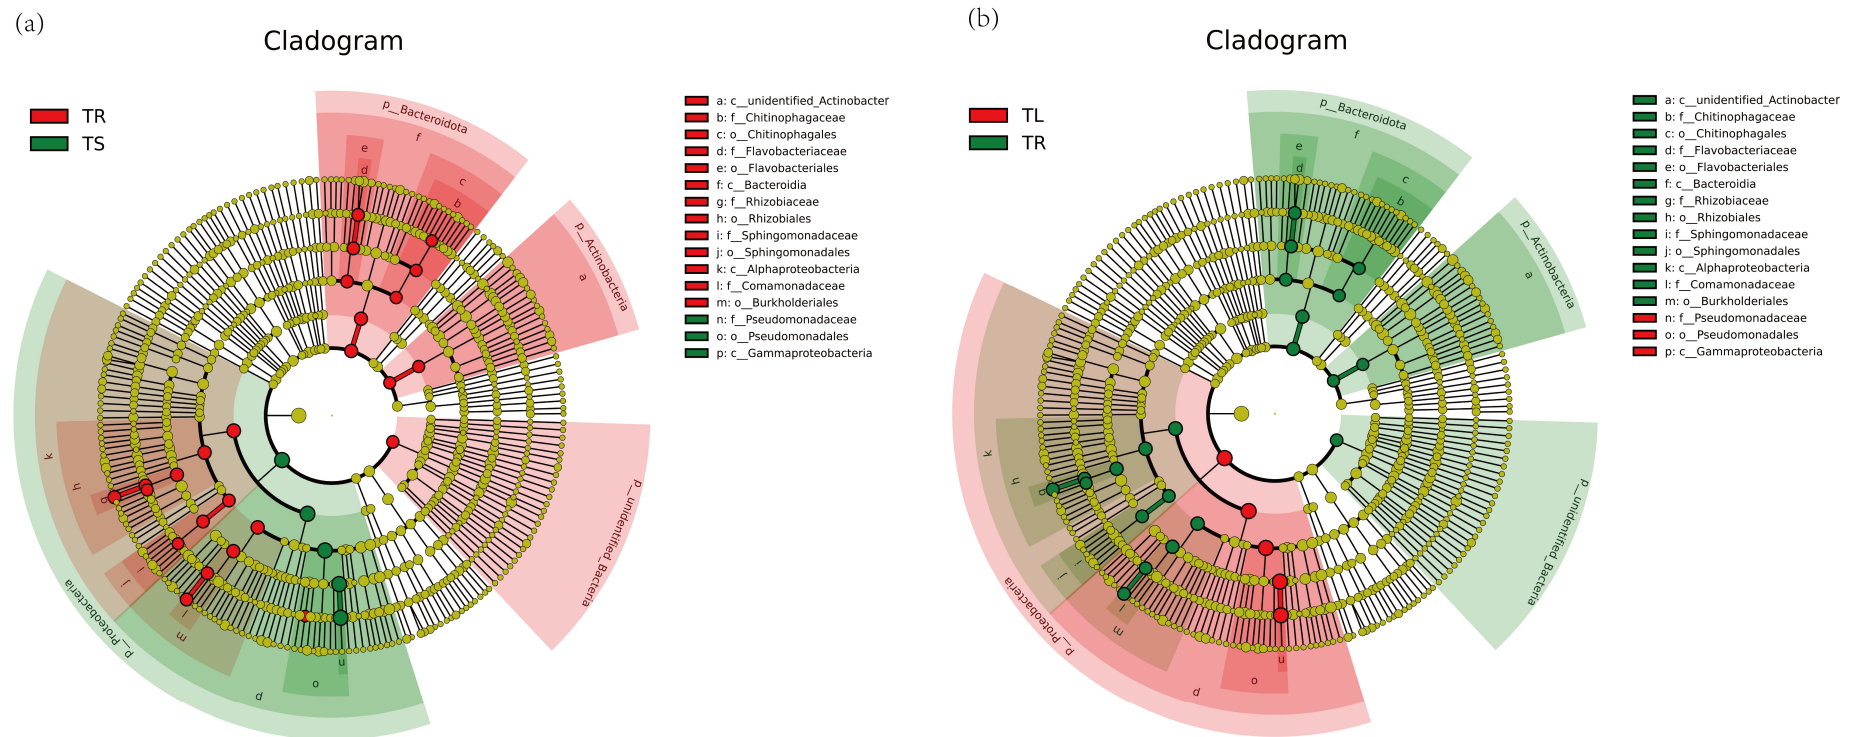 (a)
Cladogram
TR
TS
p__Bacteroidota
f
e
d
c
b
p__Actinobacteria
a
p__unidentified_Bacteria
k
h
g
j
i
l
m
p__Proteobacteria
p
o
n
a: c__unidentified_Actinobacter
b: f__Chitinophagaceae
c: o__Chitinophagales
d: f__Flavobacteriaceae
e: o__Flavobacteriales
f: c__Bacteroidia
g: f__Rhizobiaceae
h: o__Rhizobiales
i: f__Sphingomonadaceae
j: o__Sphingomonadales
k: c__Alphaproteobacteria
l: f__Comamonadaceae
m: o__Burkholderiales
n: f__Pseudomonadaceae
o: o__Pseudomonadales
p: c__Gammaproteobacteria
(b)
Cladogram
TL
TR
p__Bacteroidota
f
e
d
c
b
p__Actinobacteria
a
p__unidentified_Bacteria
k
h
g
j
i
l
m
p__Proteobacteria
p
o
n
a: c__unidentified_Actinobacter
b: f__Chitinophagaceae
c: o__Chitinophagales
d: f__Flavobacteriaceae
e: o__Flavobacteriales
f: c__Bacteroidia
g: f__Rhizobiaceae
h: o__Rhizobiales
i: f__Sphingomonadaceae
j: o__Sphingomonadales
k: c__Alphaproteobacteria
l: f__Comamonadaceae
m: o__Burkholderiales
n: f__Pseudomonadaceae
o: o__Pseudomonadales
p: c__Gammaproteobacteria